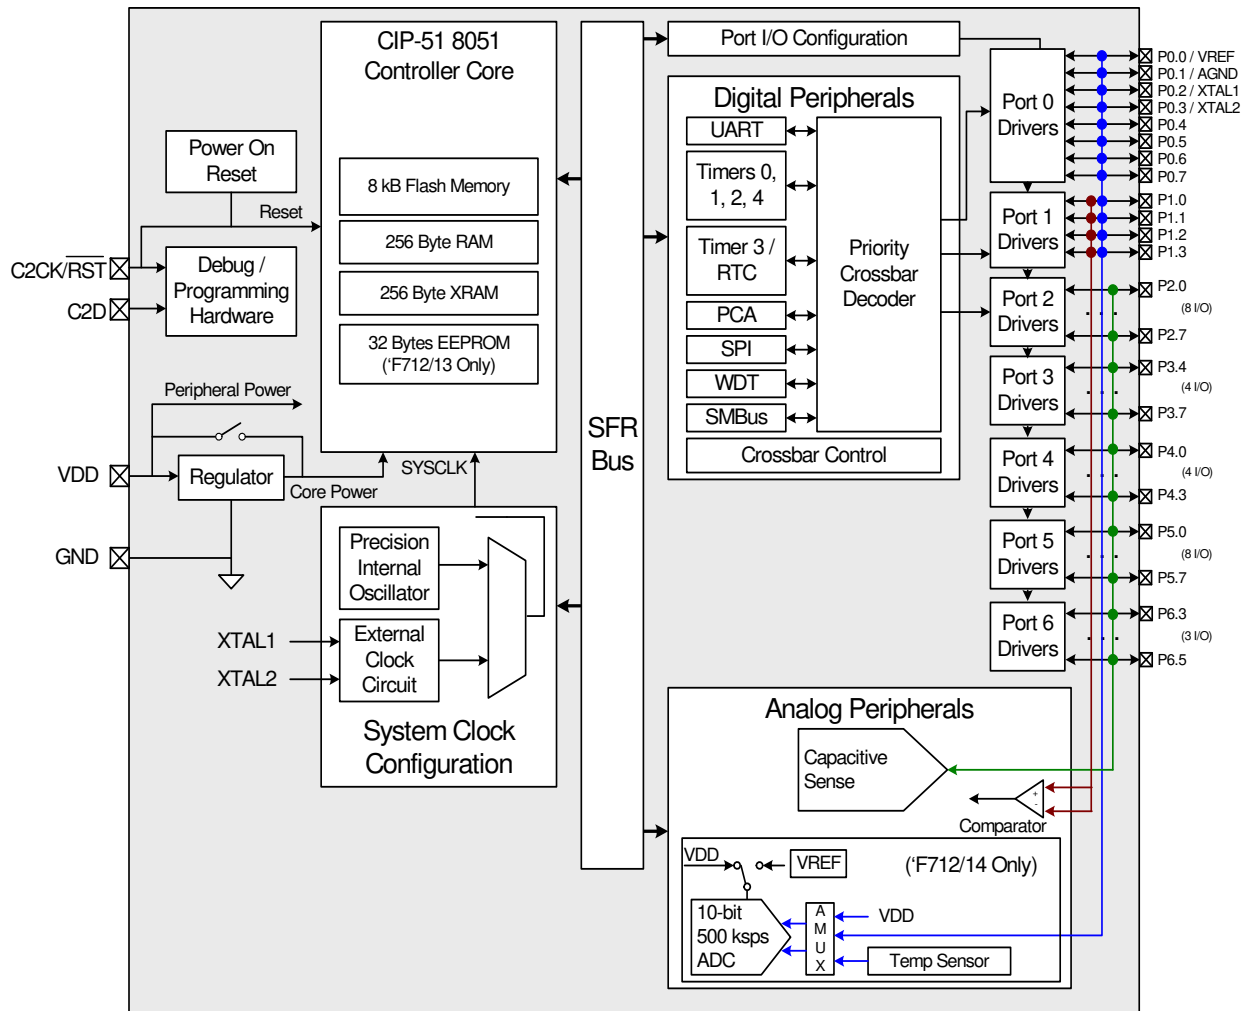 CIP-51 8051
Controller Core
8 kB Flash Memory
256 Byte RAM
256 Byte XRAM
32 Bytes EEPROM
(‘F712/13 Only)
Power On
Reset
Reset
C2CK/RST
Debug /
Programming
Hardware
C2D
Peripheral Power
VDD
Regulator
Core Power
SYSCLK
GND
Precision
Internal
Oscillator
XTAL1
XTAL2
External
Clock
Circuit
System Clock
Configuration
SFR
Bus
Port I/O Configuration
Digital Peripherals
UART
Timers 0,
1, 2, 4
Timer 3 /
RTC
PCA
SPI
WDT
SMBus
Priority
Crossbar
Decoder
Crossbar Control
Port 0
Drivers
Port 1
Drivers
Port 2
Drivers
Port 3
Drivers
Port 4
Drivers
Port 5
Drivers
Port 6
Drivers
P0.0 / VREF
P0.1 / AGND
P0.2 / XTAL1
P0.3 / XTAL2
P0.4
P0.5
P0.6
P0.7
P1.0
P1.1
P1.2
P1.3
P2.0
(8 I/O)
P2.7
P3.4
(4 I/O)
P3.7
P4.0
(4 I/O)
P4.3
P5.0
(8 I/O)
P5.7
P6.3
(3 I/O)
P6.5
Analog Peripherals
Capacitive
Sense
+
-
Comparator
VDD
VREF
(‘F712/14 Only)
10-bit
500 ksps
ADC
A
M
U
X
VDD
Temp Sensor